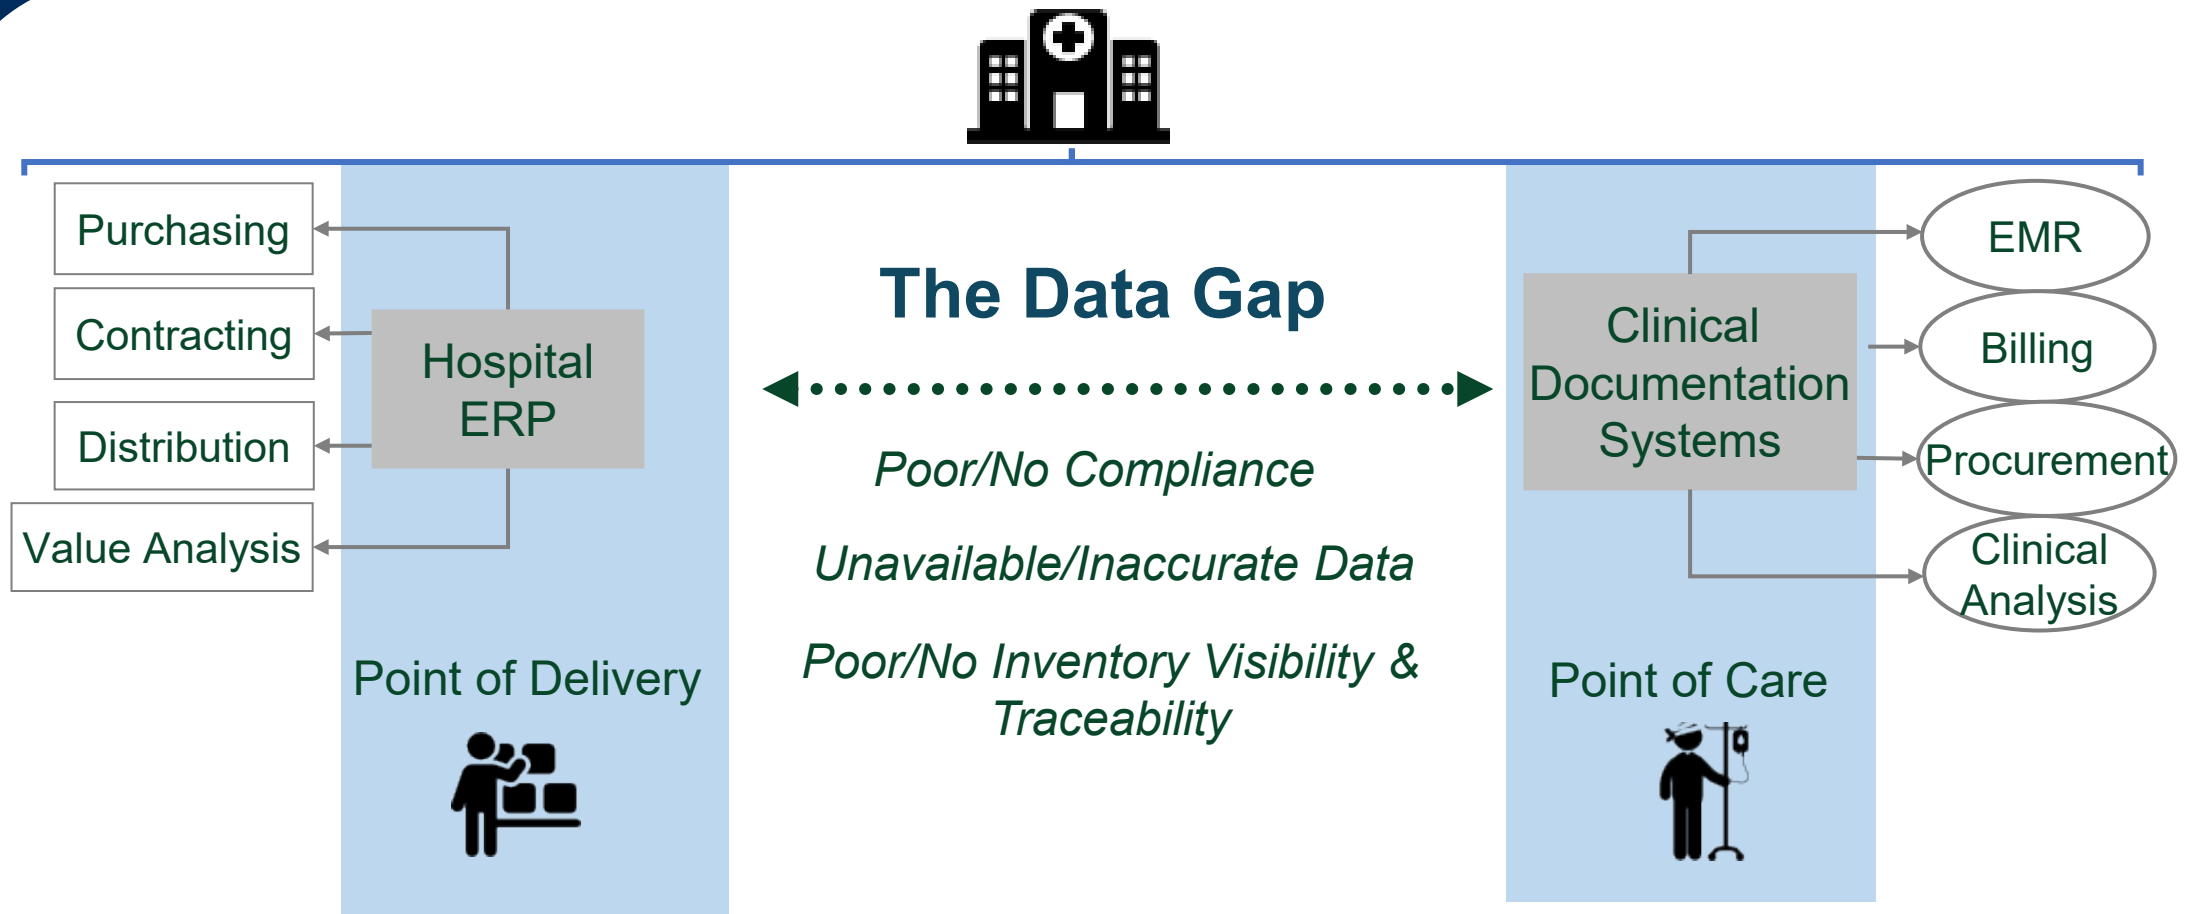 Purchasing
Contracting
Distribution
Value Analysis
Hospital
ERP
Point of Delivery
The Data Gap
Poor/No Compliance
Unavailable/Inaccurate Data
Poor/No Inventory Visibility &
Traceability
Clinical
Documentation
Systems
Point of Care
EMR
Billing
Procurement
Clinical
Analysis